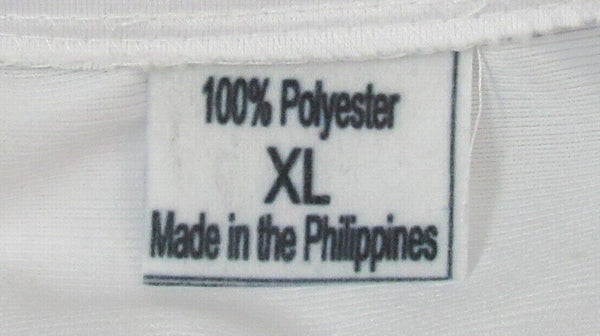 100% Polyester
XL
Made in the Philippines